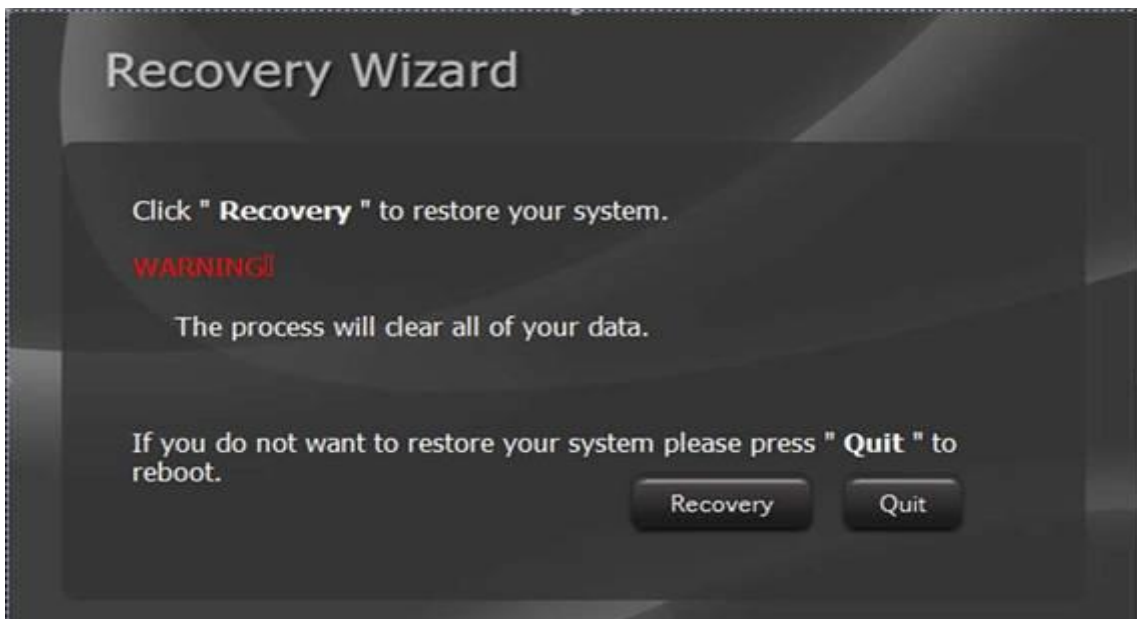 Recovery Wizard
Click " Recovery " to restore your system.
WARNING
The process will clear all of your data.
If you do not want to restore your system please press " Quit " to
reboot.
Recovery
Quit